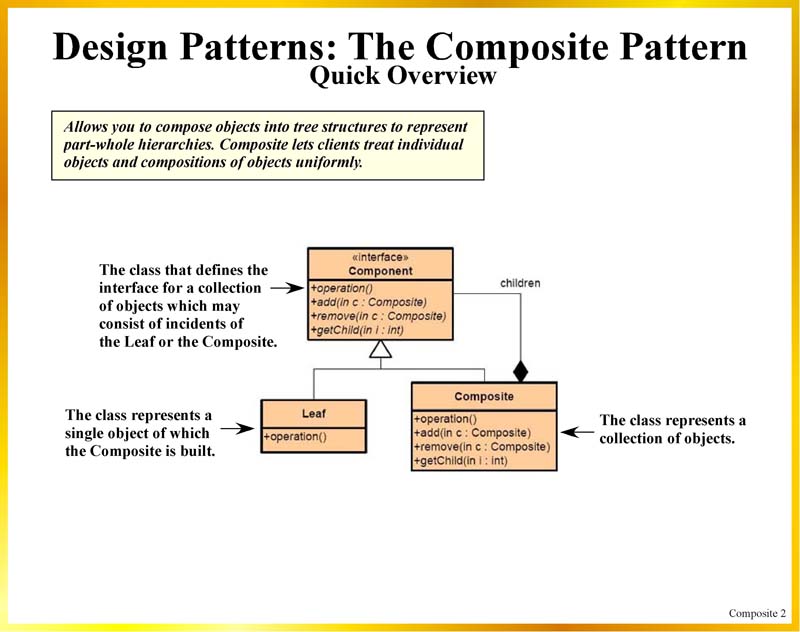 Design Patterns: The Composite Pattern
Quick Overview
Allows you to compose objects into tree structures to represent
part-whole hierarchies. Composite lets clients treat individual
objects and compositions of objects uniformly.
The class that defines the
interface for a collection
of objects which may
consist of incidents of
the Leaf or the Composite.
«interface»
Component
+operation()
+add(in c : Composite)
+remove(in c : Composite)
+getChild(in i : int)
children
The class represents a
single object of which
the Composite is built.
Leaf
+operation()
Composite
+operation()
+add(in c : Composite)
+remove(in c : Composite)
+getChild(in i : int)
The class represents a
collection of objects.
Composite 2